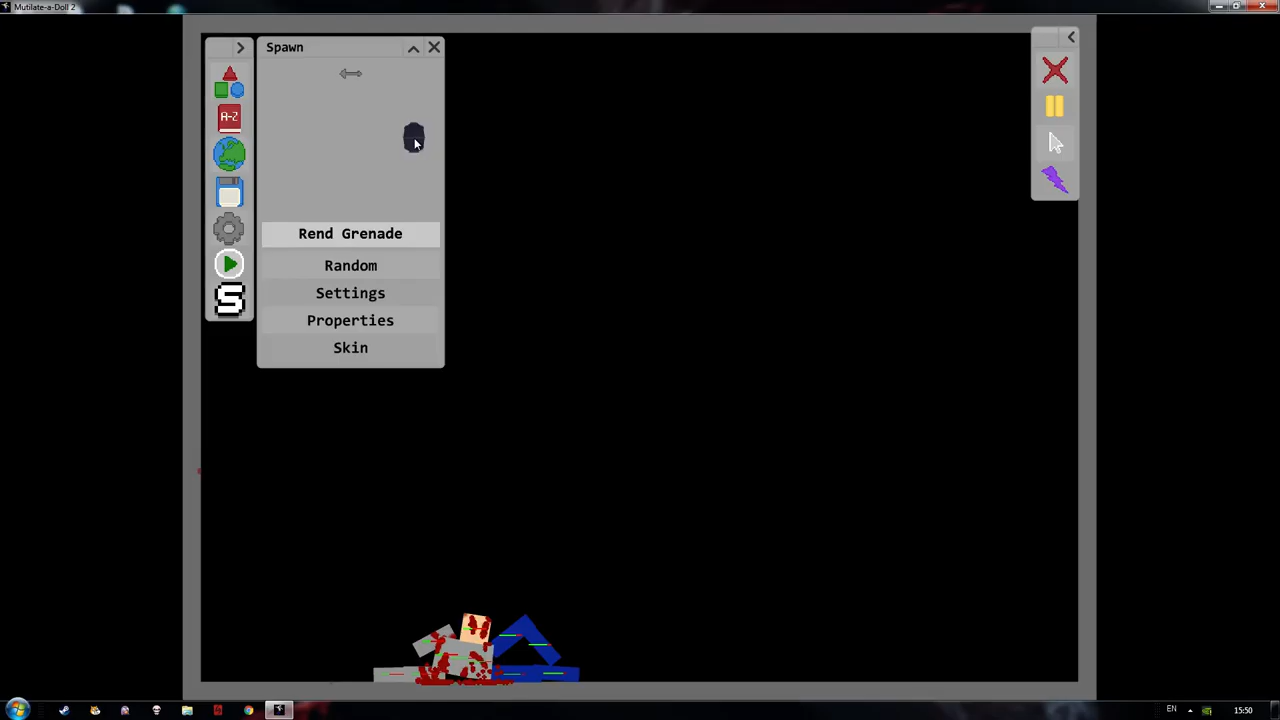 Mutilate-a-Doll 2
Spawn
A-Z
Rend Grenade
Random
Settings
Properties
Skin
S
EN
15:50